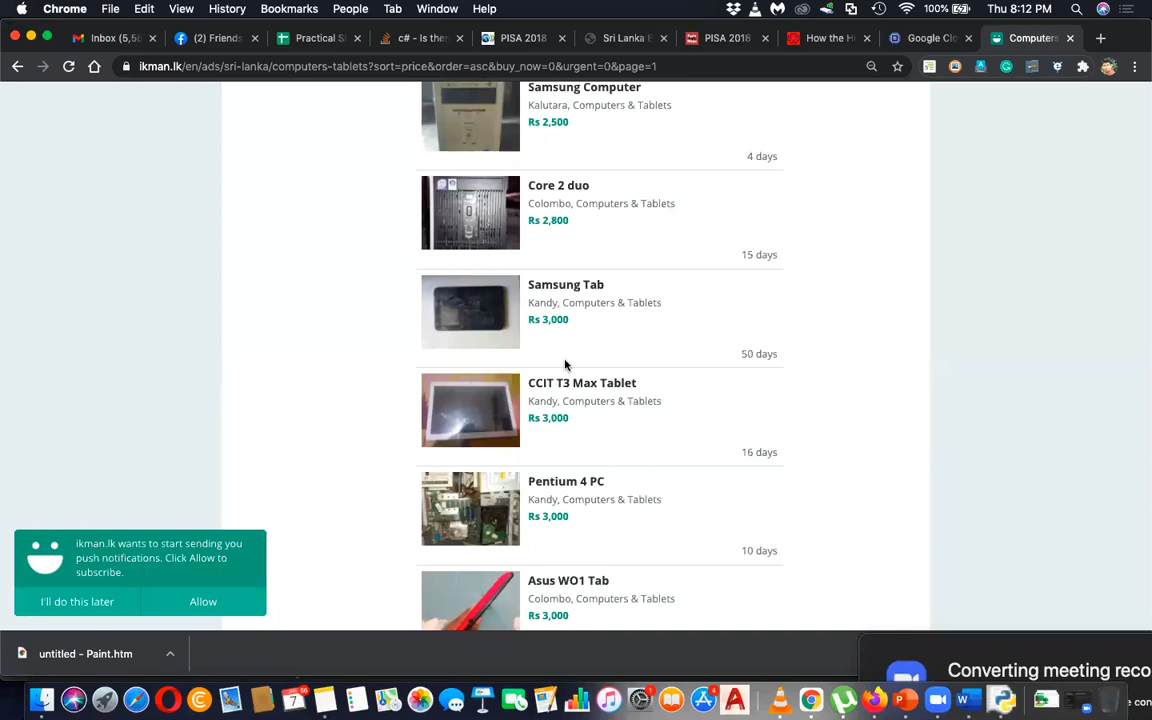 Chrome File Edit View History Bookmarks People Tab Window Help 100% Thu 8:12 PM
Inbox (5,5 (2) Friends Practical S c# - Is ther PISA 2018 Sri Lanka PISA 2018 How the H Google Clo Computers
ikman.lk/en/ads/sri-lanka/computers-tablets?sort=price&order=asc&buy_now=0&urgent=0&page=1
Samsung Computer
Kalutara, Computers & Tablets
Rs 2,500
4 days
Core 2 duo
Colombo, Computers & Tablets
Rs 2,800
15 days
Samsung Tab
Kandy, Computers & Tablets
Rs 3,000
50 days
CCIT T3 Max Tablet
Kandy, Computers & Tablets
Rs 3,000
16 days
Pentium 4 PC
Kandy, Computers & Tablets
Rs 3,000
10 days
Asus WO1 Tab
Colombo, Computers & Tablets
Rs 3,000
ikman.lk wants to start sending you
push notifications. Click Allow to
subscribe.
I'll do this later Allow
untitled - Paint.htm
Converting meeting reco